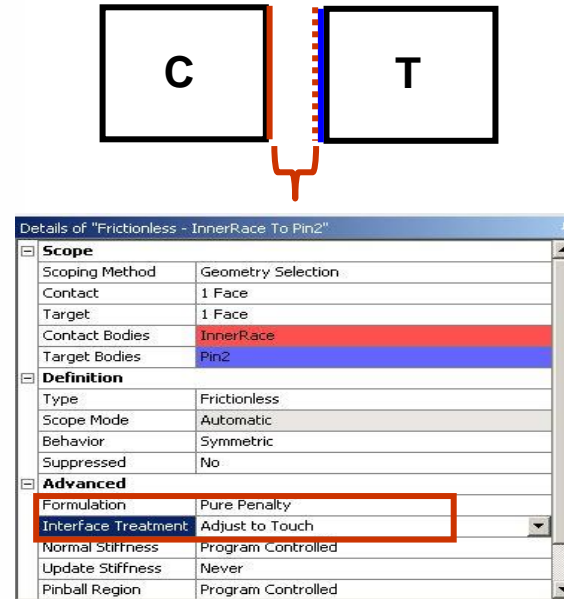 C T
Details of "Frictionless - InnerRace To Pin2"
Scope
Scoping Method Geometry Selection
Contact 1 Face
Target 1 Face
Contact Bodies InnerRace
Target Bodies Pin2
Definition
Type Frictionless
Scope Mode Automatic
Behavior Symmetric
Suppressed No
Advanced
Formulation Pure Penalty
Interface Treatment Adjust to Touch
Normal Stiffness Program Controlled
Update Stiffness Never
Pinball Region Program Controlled